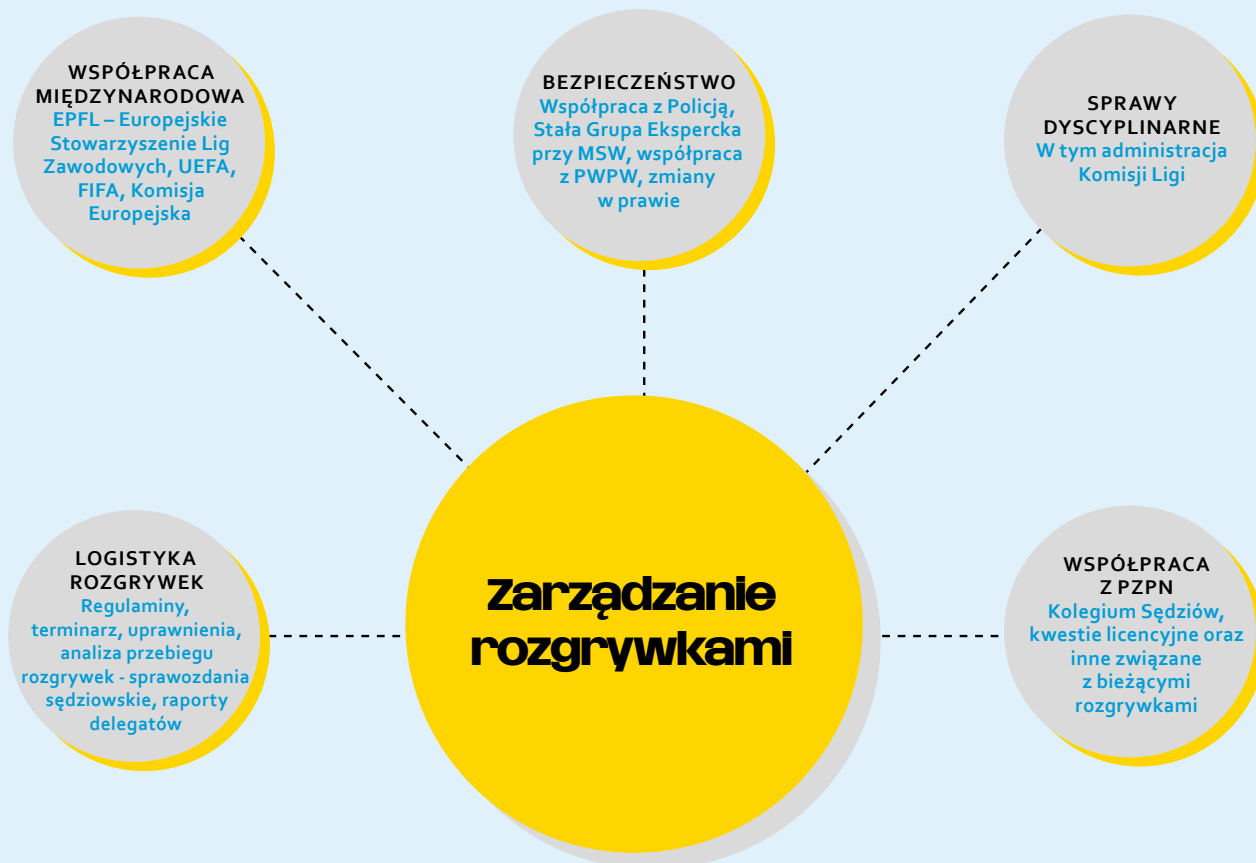 WSPÓŁPRACA
MIĘDZYNARODOWA
EPFL – Europejskie
Stowarzyszenie Lig
Zawodowych, UEFA,
FIFA, Komisja
Europejska
BEZPIECZEŃSTWO
Współpraca z Policją,
Stała Grupa Ekspercka
przy MSW, współpraca
z PWPW, zmiany
w prawie
SPRAWY
DYSCYPLINARNE
W tym administracja
Komisji Ligi
LOGISTYKA
ROZGRYWEK
Regulaminy,
terminarz, uprawnienia,
analiza przebiegu
rozgrywek - sprawozdania
sędziowskie, raporty
delegatów
Zarządzanie
rozgrywkami
WSPÓŁPRACA
Z PZPN
Kolegium Sędziów,
kwestie licencyjne oraz
inne związane
z bieżącymi
rozgrywkami